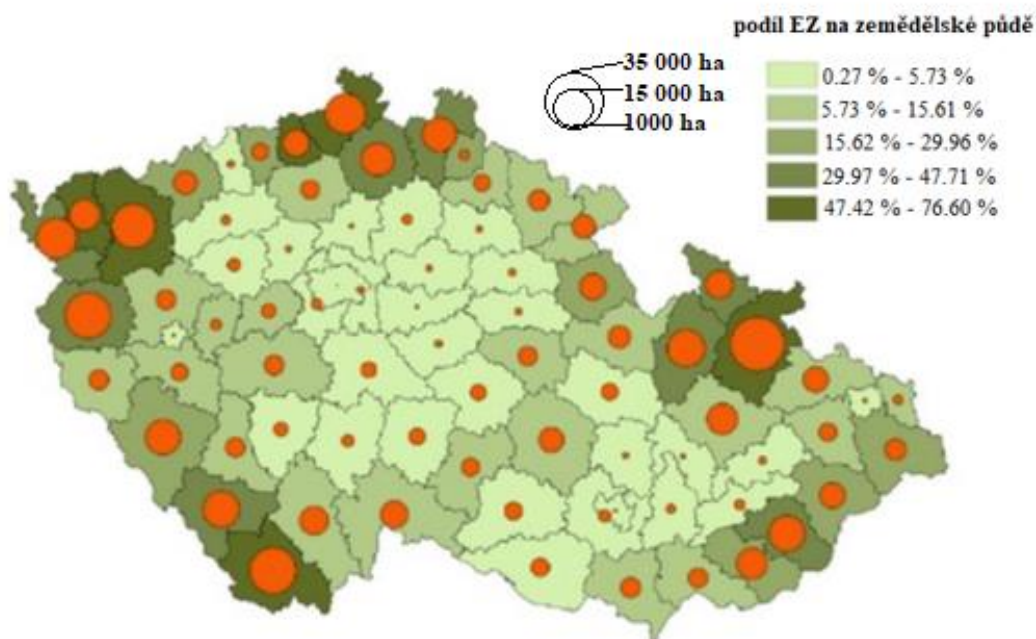 podíl EZ na zemědělské půdě
35 000 ha
15 000 ha
1000 ha
0.27 % - 5.73 %
5.73 % - 15.61 %
15.62 % - 29.96 %
29.97 % - 47.71 %
47.42 % - 76.60 %